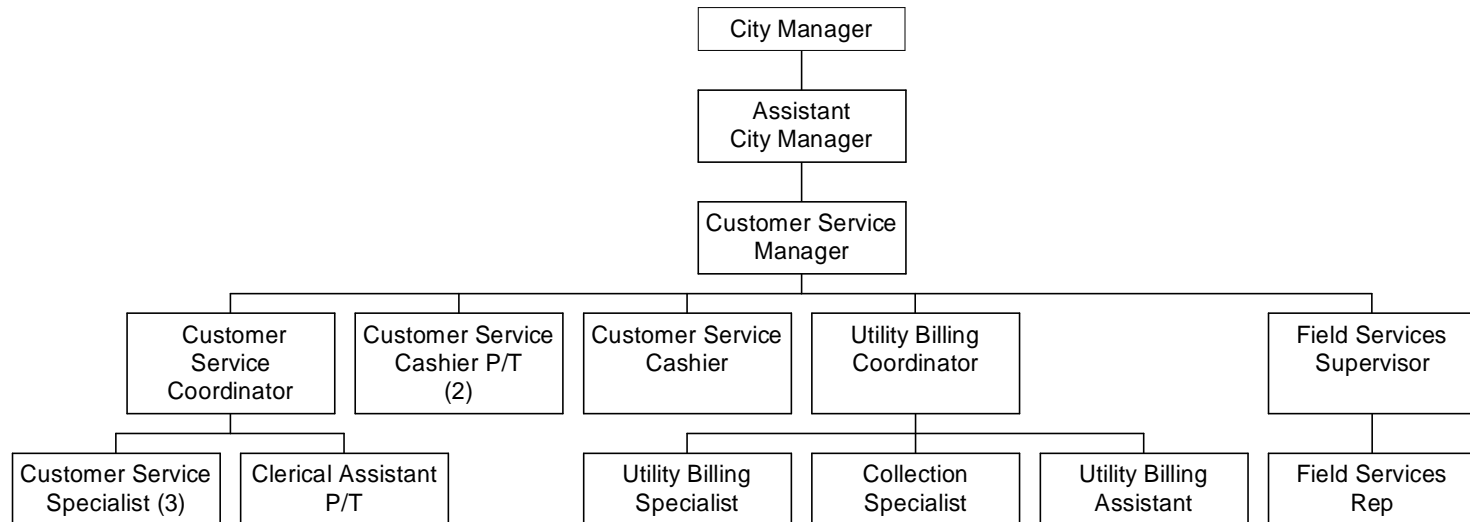 City Manager
Assistant
City Manager
Customer Service
Manager
Customer
Service
Coordinator
Customer Service
Cashier P/T
(2)
Customer Service
Cashier
Utility Billing
Coordinator
Field Services
Supervisor
Customer Service
Specialist (3)
Clerical Assistant
P/T
Utility Billing
Specialist
Collection
Specialist
Utility Billing
Assistant
Field Services
Rep